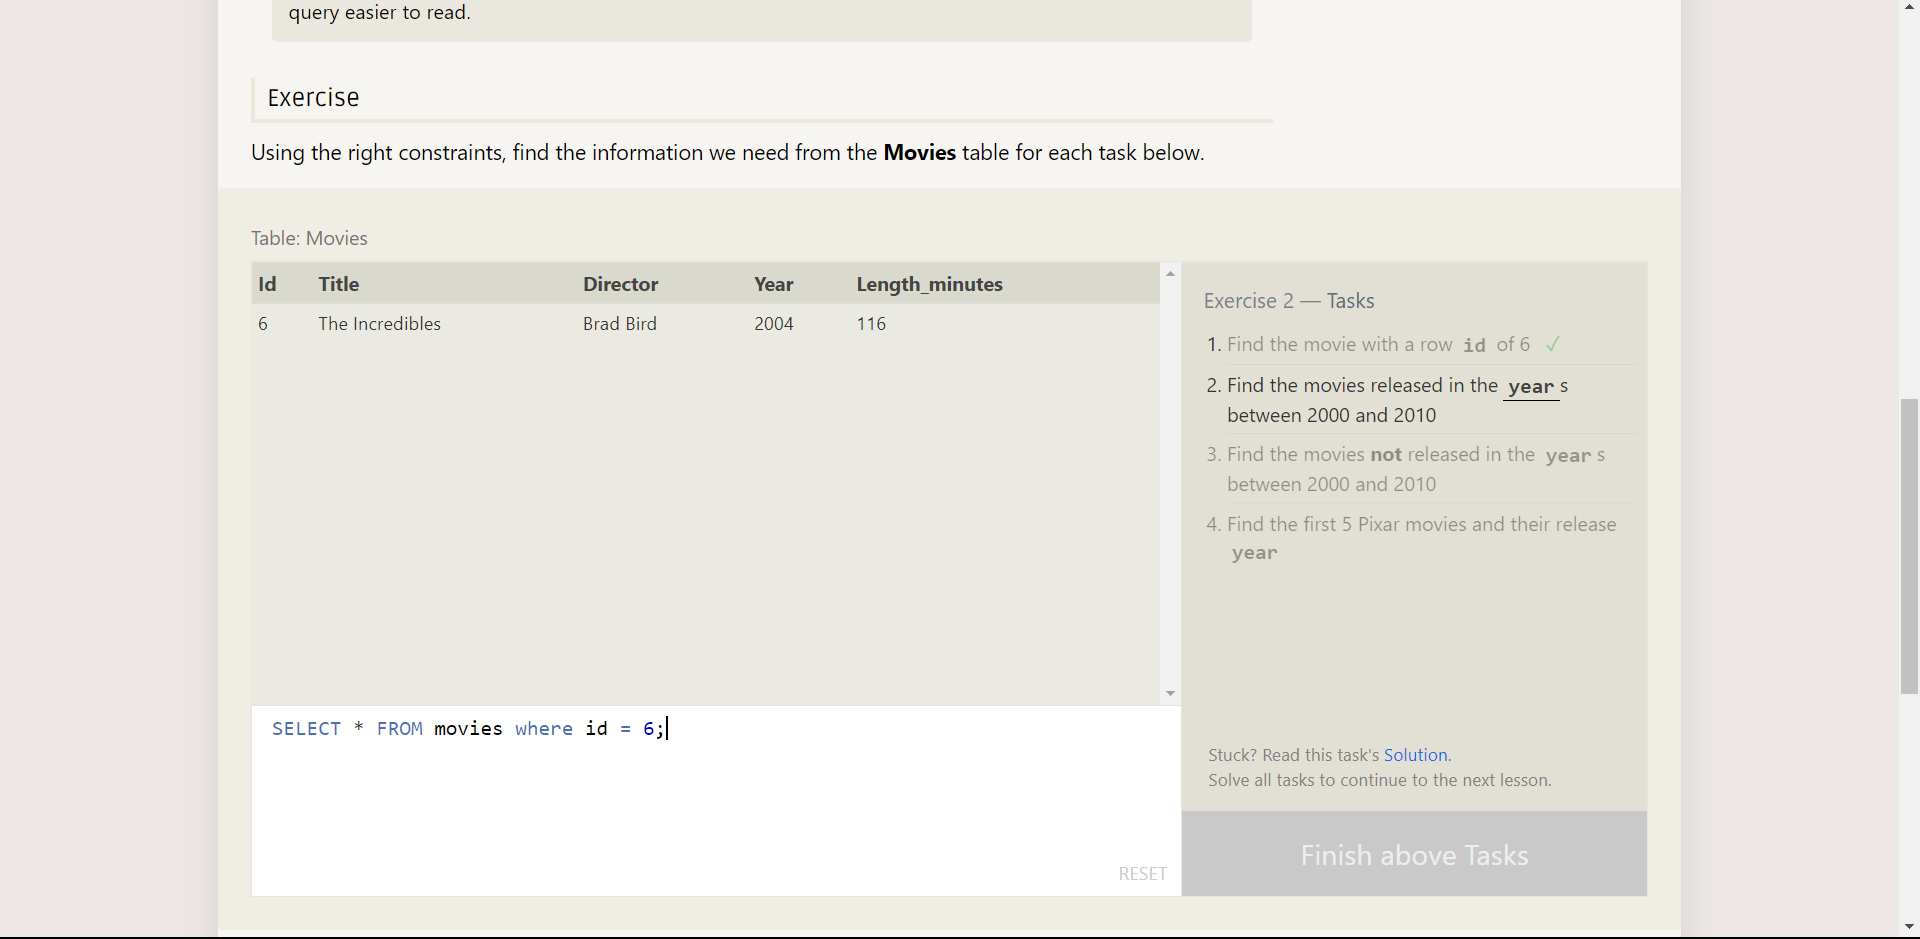 query easier to read.
Exercise
Using the right constraints, find the information we need from the Movies table for each task below.
Table: Movies
Id Title Director Year Length_minutes
6 The Incredibles Brad Bird 2004 116
SELECT * FROM movies where id = 6;
RESET
Exercise 2 — Tasks
1. Find the movie with a row id of 6 ✓
2. Find the movies released in the year s
between 2000 and 2010
3. Find the movies not released in the year s
between 2000 and 2010
4. Find the first 5 Pixar movies and their release
year
Stuck? Read this task's Solution.
Solve all tasks to continue to the next lesson.
Finish above Tasks